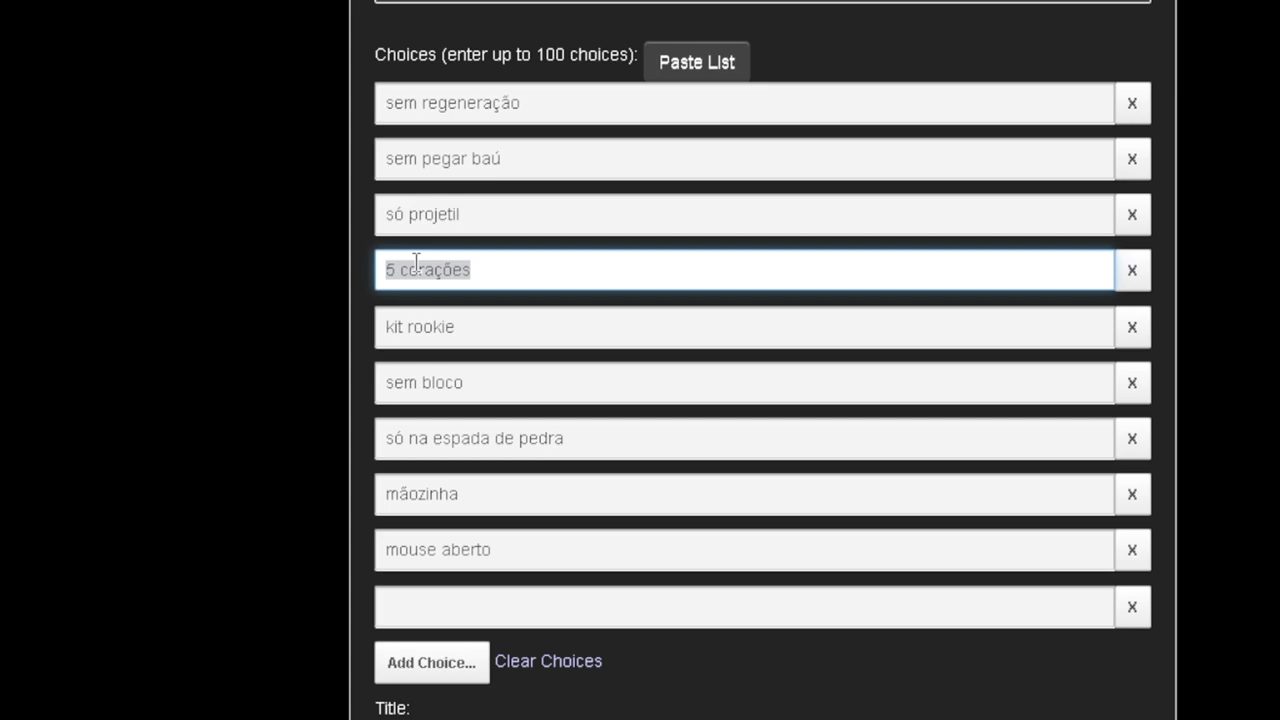 Choices (enter up to 100 choices): Paste List
sem regeneração X
sem pegar baú X
só projetil X
5 corações X
kit rookie X
sem bloco X
só na espada de pedra X
mãozinha X
mouse aberto X
X
Add Choice... Clear Choices
Title: